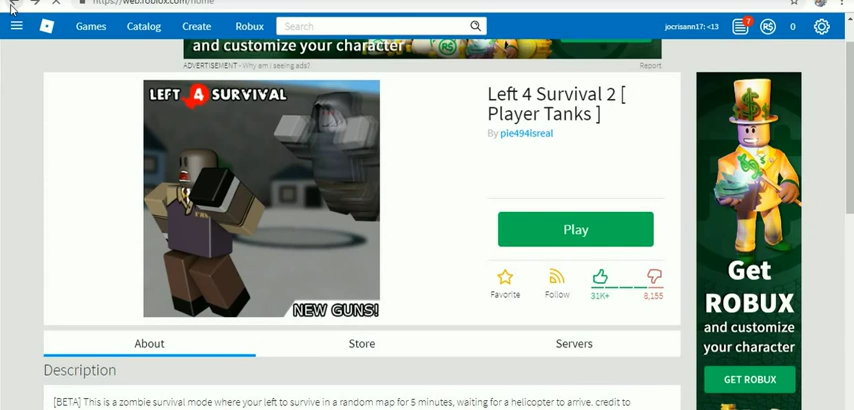 https://web.roblox.com/home
Games
Catalog
Create
Robux
Search
jocrisann17: <13
7
0
and customize your character
ADVERTISEMENT - Why am I seeing ads?
Report
LEFT 4 SURVIVAL
NEW GUNS!
Left 4 Survival 2 [
Player Tanks ]
By pie494isreal
Play
Favorite
Follow
31K+
8,155
Get
ROBUX
and customize
your character
GET ROBUX
About
Store
Servers
Description
[BETA] This is a zombie survival mode where your left to survive in a random map for 5 minutes, waiting for a helicopter to arrive. credit to